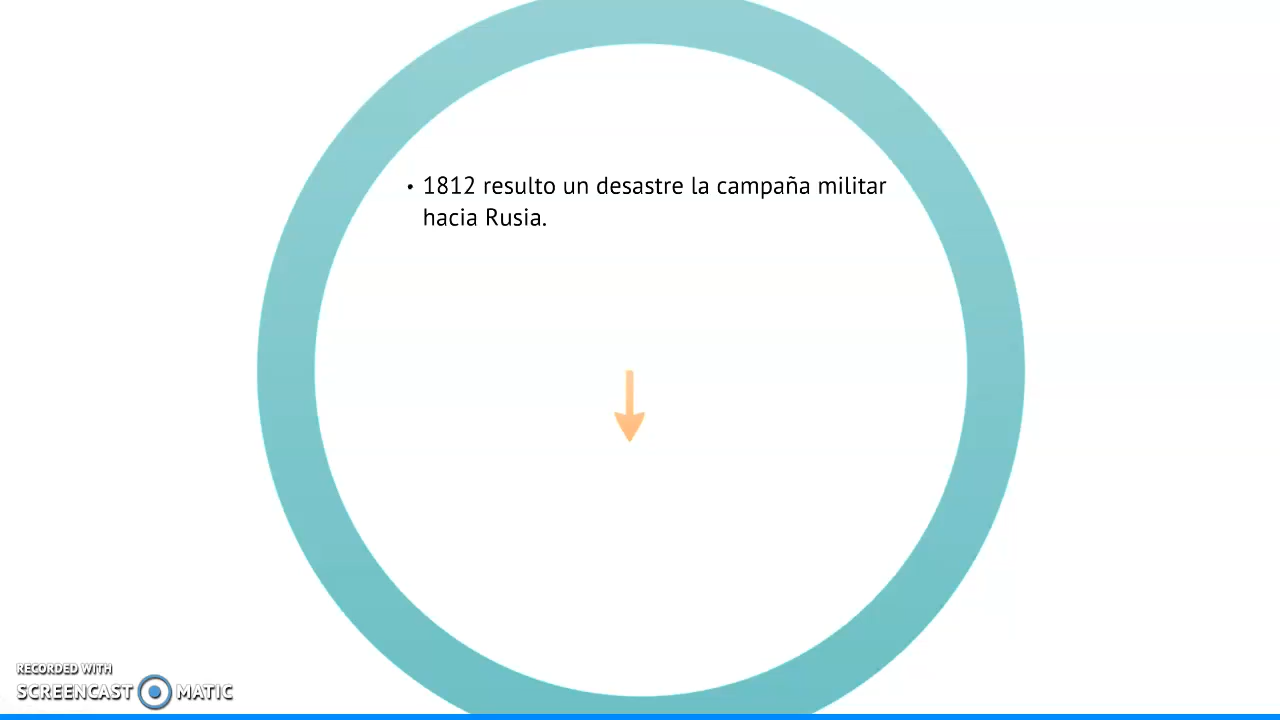 • 1812 resulto un desastre la campaña militar
hacia Rusia.
RECORDED WITH
SCREENCAST MATIC